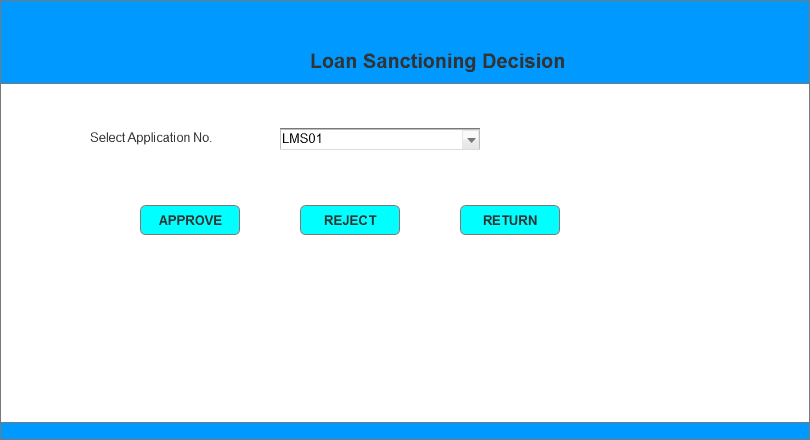 Loan Sanctioning Decision
Select Application No.
LMS01
APPROVE
REJECT
RETURN